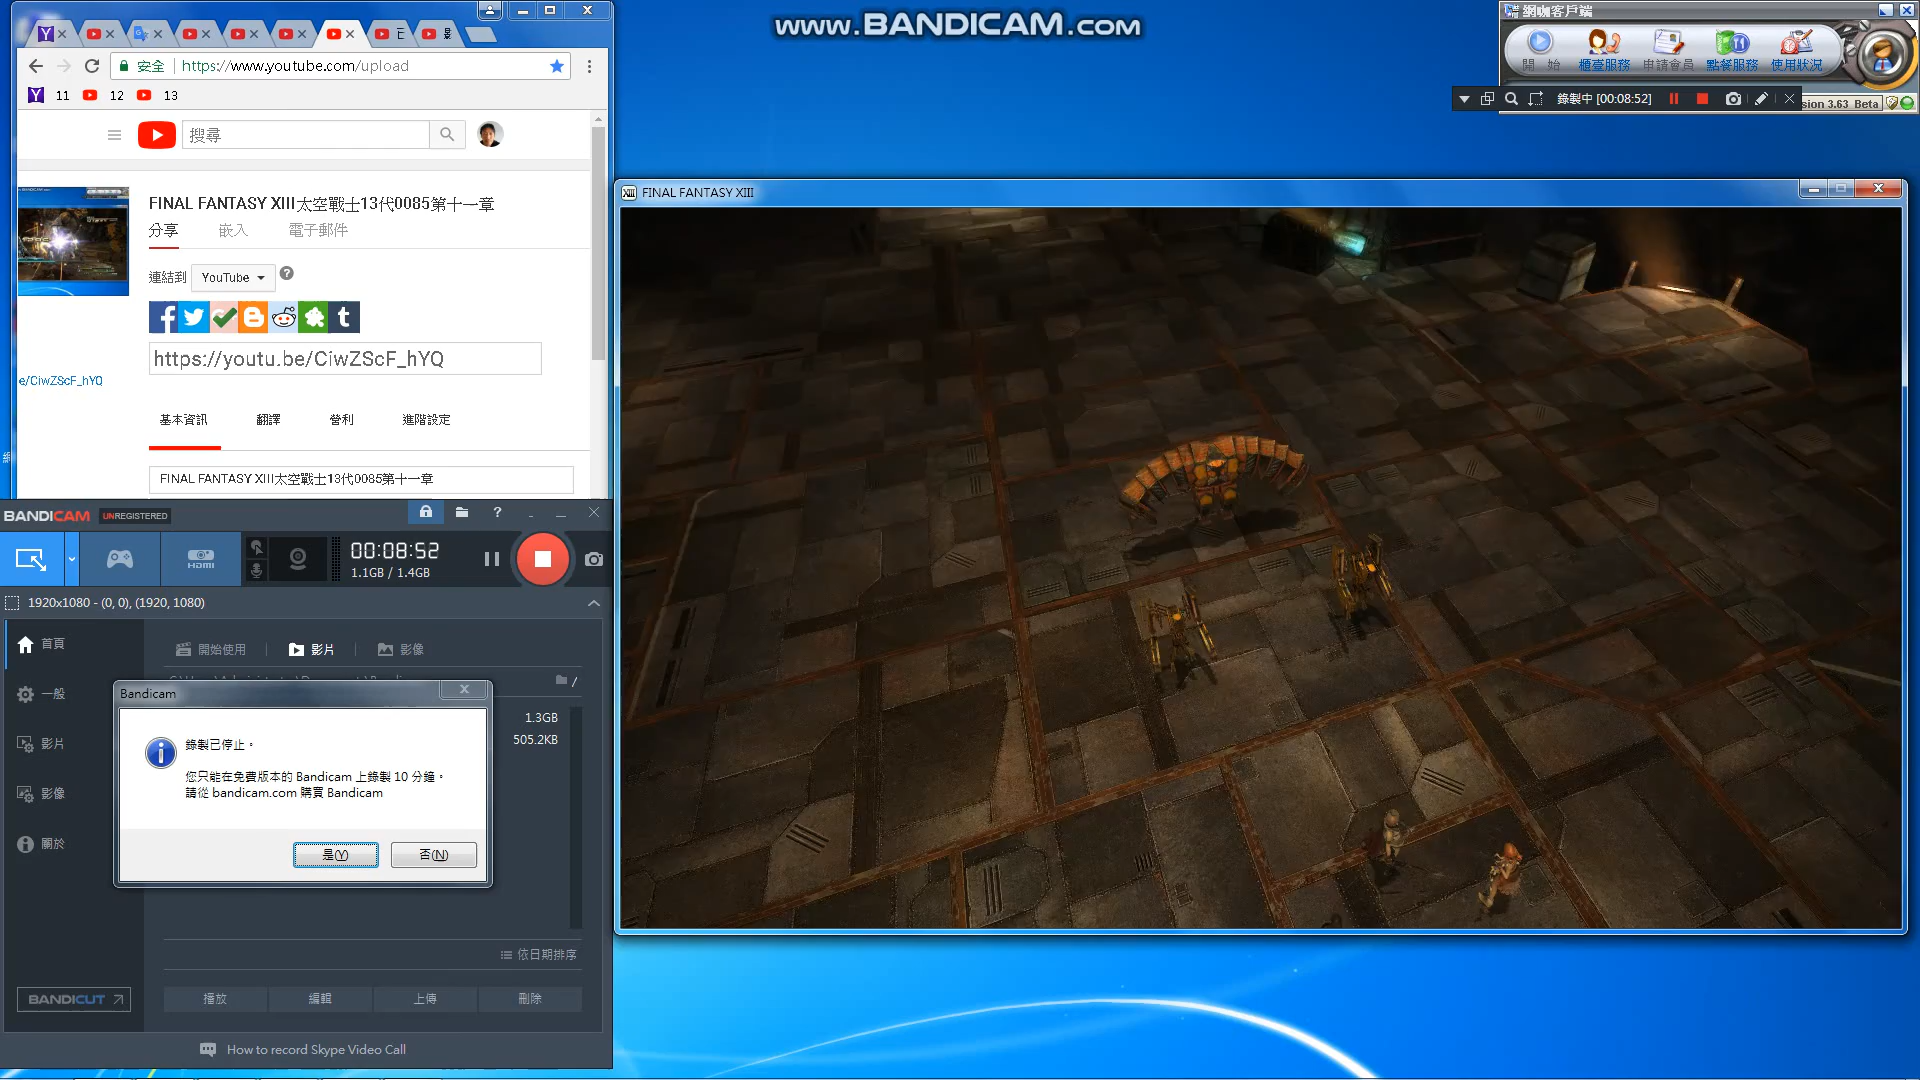 www.BANDICAM.com
安全
https://www.youtube.com/upload
11
12
13
搜尋
FINAL FANTASY XIII太空戰士13代0085第十一章
分享
嵌入
電子郵件
連結到
YouTube
https://youtu.be/CiwZScF_hYQ
e/CiwZScF_hYQ
基本資訊
翻譯
營利
進階設定
FINAL FANTASY XIII太空戰士13代0085第十一章
BANDICAM
UNREGISTERED
HDMI
00:08:52
1.1GB / 1.4GB
1920x1080 - (0, 0), (1920, 1080)
首頁
一般
影片
影像
關於
開始使用
影片
影像
1.3GB
505.2KB
Bandicam
錄製已停止。
您只能在免費版本的 Bandicam 上錄製 10 分鐘。
請從 bandicam.com 購買 Bandicam
是(Y)
否(N)
依日期排序
BANDICUT
播放
編輯
上傳
刪除
How to record Skype Video Call
網咖客戶端
開 始
櫃臺服務
申請會員
點餐服務
使用狀況
錄製中 [00:08:52]
sion 3.63 Beta
XIII FINAL FANTASY XIII